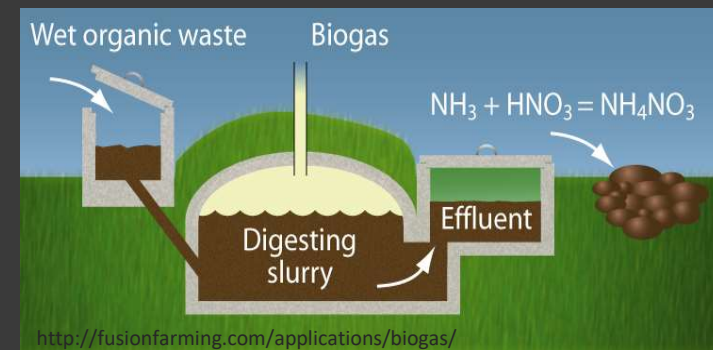 Wet organic waste
Biogas
NH₃ + HNO₃ = NH₄NO₃
Effluent
Digesting
slurry
http://fusionfarming.com/applications/biogas/